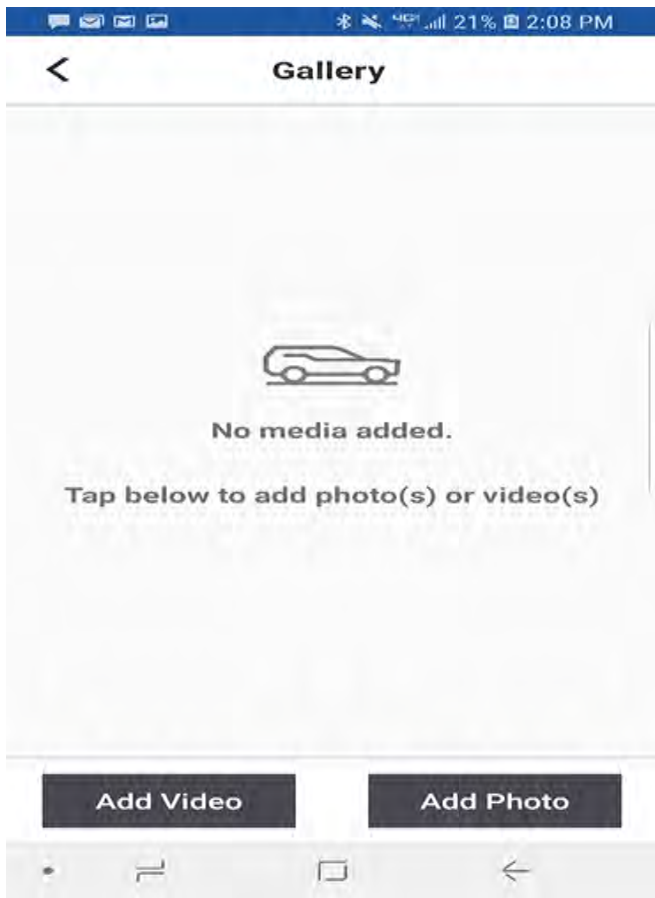 4G 21% 2:08 PM
Gallery
No media added.
Tap below to add photo(s) or video(s)
Add Video
Add Photo